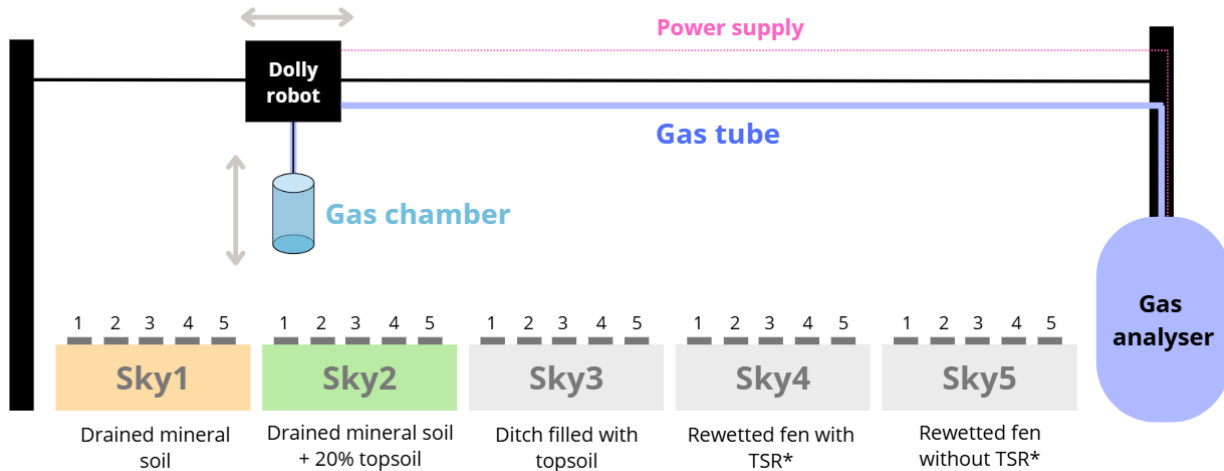 Power supply
Dolly
robot
Gas tube
Gas chamber
Gas
analyser
1 2 3 4 5
1 2 3 4 5
1 2 3 4 5
1 2 3 4 5
1 2 3 4 5
Sky1
Sky2
Sky3
Sky4
Sky5
Drained mineral
soil
Drained mineral soil
+ 20% topsoil
Ditch filled with
topsoil
Rewetted fen with
TSR*
Rewetted fen
without TSR*